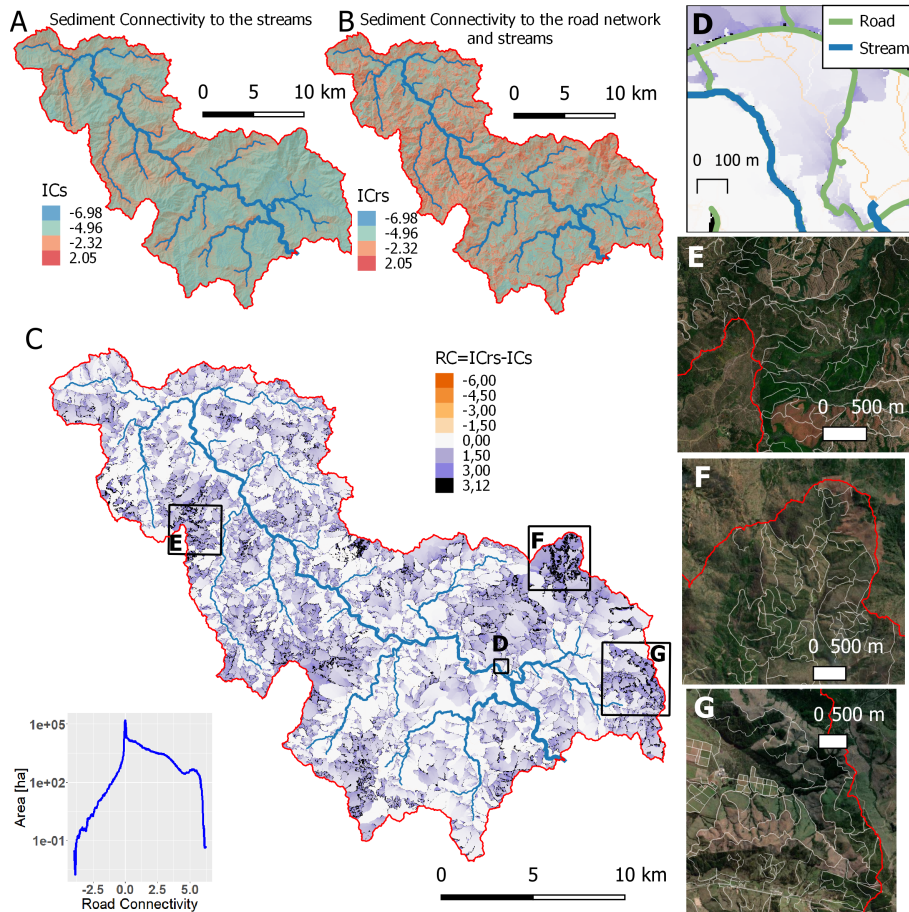 A
Sediment Connectivity to the streams
0 5 10 km
ICs
-6.98
-4.96
-2.32
2.05
B
Sediment Connectivity to the road network
and streams
0 5 10 km
ICrs
-6.98
-4.96
-2.32
2.05
D
Road
Stream
0 100 m
E
0 500 m
C
RC=ICrs-ICs
-6,00
-4,50
-3,00
-1,50
0,00
1,50
3,00
3,12
E
F
D
G
F
0 500 m
G
0 500 m
1e+05
1e+02
1e-01
Area [ha]
-2.5 0.0 2.5 5.0
Road Connectivity
0 5 10 km